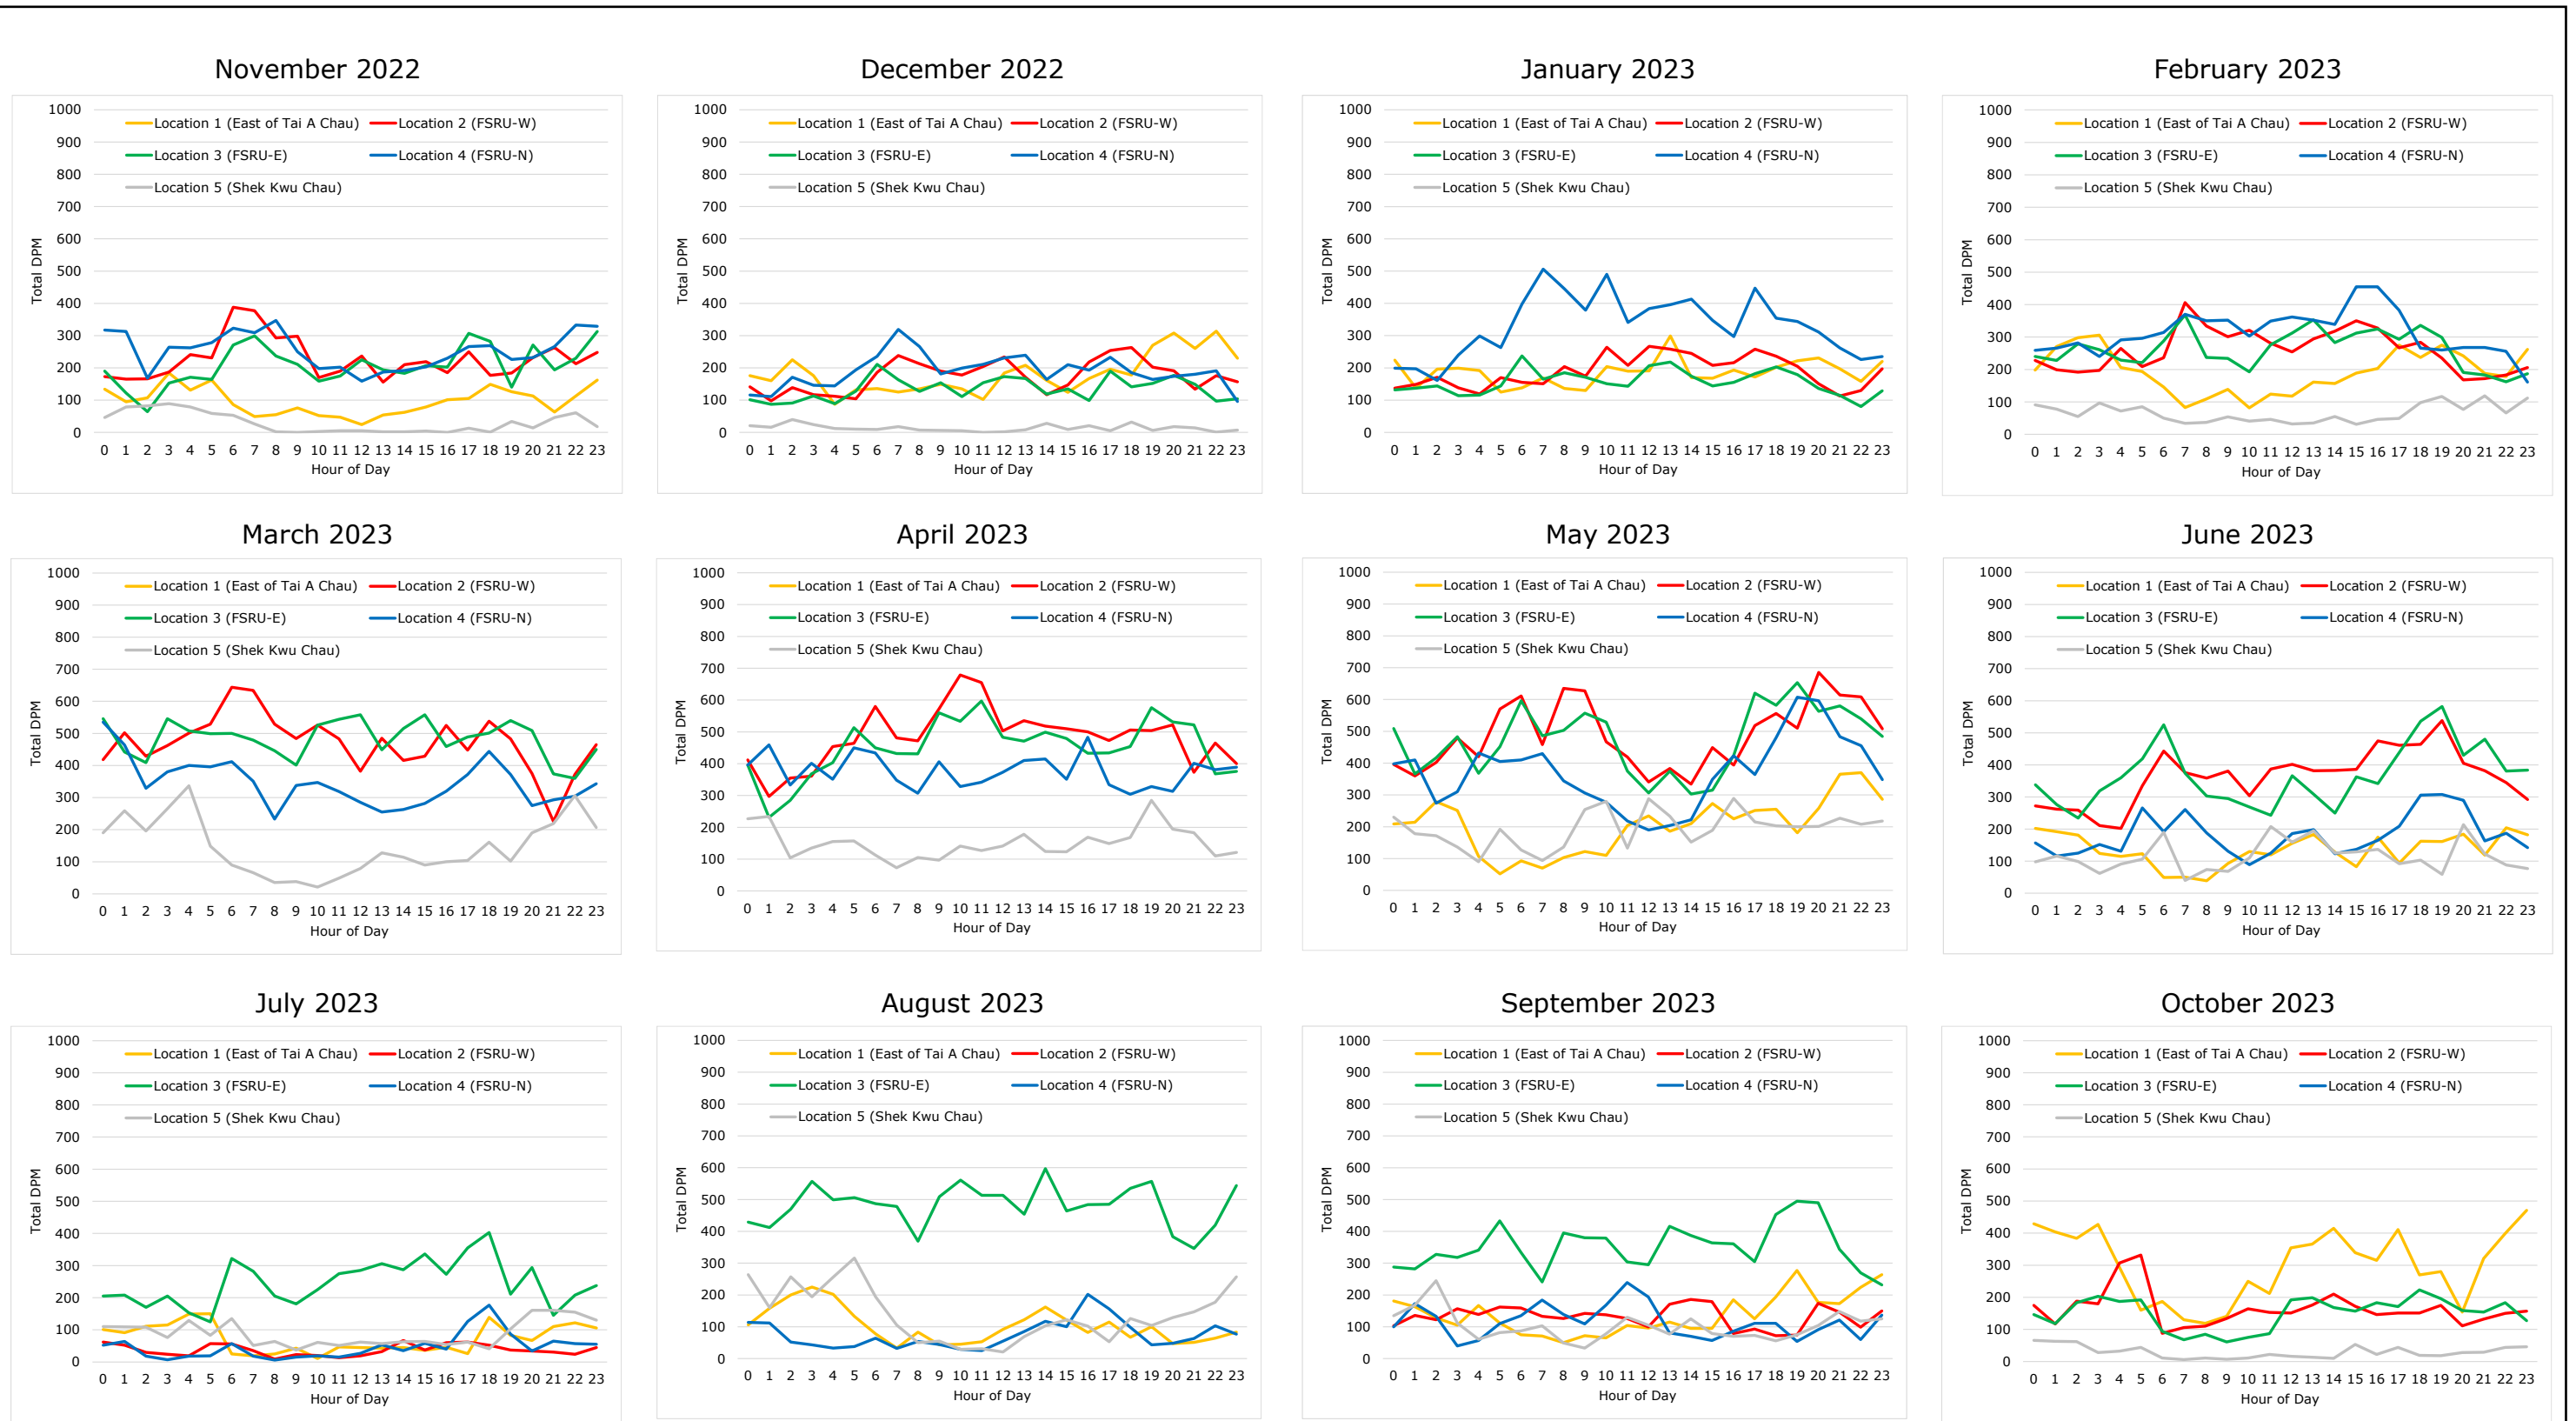 November 2022
1000
900
800
700
600
500
400
300
200
100
0
Total DPM
Location 1 (East of Tai A Chau) Location 2 (FSRU-W)
Location 3 (FSRU-E) Location 4 (FSRU-N)
Location 5 (Shek Kwu Chau)
0 1 2 3 4 5 6 7 8 9 10 11 12 13 14 15 16 17 18 19 20 21 22 23
Hour of Day
December 2022
1000
900
800
700
600
500
400
300
200
100
0
Total DPM
Location 1 (East of Tai A Chau) Location 2 (FSRU-W)
Location 3 (FSRU-E) Location 4 (FSRU-N)
Location 5 (Shek Kwu Chau)
0 1 2 3 4 5 6 7 8 9 10 11 12 13 14 15 16 17 18 19 20 21 22 23
Hour of Day
January 2023
1000
900
800
700
600
500
400
300
200
100
0
Total DPM
Location 1 (East of Tai A Chau) Location 2 (FSRU-W)
Location 3 (FSRU-E) Location 4 (FSRU-N)
Location 5 (Shek Kwu Chau)
0 1 2 3 4 5 6 7 8 9 10 11 12 13 14 15 16 17 18 19 20 21 22 23
Hour of Day
February 2023
1000
900
800
700
600
500
400
300
200
100
0
Total DPM
Location 1 (East of Tai A Chau) Location 2 (FSRU-W)
Location 3 (FSRU-E) Location 4 (FSRU-N)
Location 5 (Shek Kwu Chau)
0 1 2 3 4 5 6 7 8 9 10 11 12 13 14 15 16 17 18 19 20 21 22 23
Hour of Day
March 2023
1000
900
800
700
600
500
400
300
200
100
0
Total DPM
Location 1 (East of Tai A Chau) Location 2 (FSRU-W)
Location 3 (FSRU-E) Location 4 (FSRU-N)
Location 5 (Shek Kwu Chau)
0 1 2 3 4 5 6 7 8 9 10 11 12 13 14 15 16 17 18 19 20 21 22 23
Hour of Day
April 2023
1000
900
800
700
600
500
400
300
200
100
0
Total DPM
Location 1 (East of Tai A Chau) Location 2 (FSRU-W)
Location 3 (FSRU-E) Location 4 (FSRU-N)
Location 5 (Shek Kwu Chau)
0 1 2 3 4 5 6 7 8 9 10 11 12 13 14 15 16 17 18 19 20 21 22 23
Hour of Day
May 2023
1000
900
800
700
600
500
400
300
200
100
0
Total DPM
Location 1 (East of Tai A Chau) Location 2 (FSRU-W)
Location 3 (FSRU-E) Location 4 (FSRU-N)
Location 5 (Shek Kwu Chau)
0 1 2 3 4 5 6 7 8 9 10 11 12 13 14 15 16 17 18 19 20 21 22 23
Hour of Day
June 2023
1000
900
800
700
600
500
400
300
200
100
0
Total DPM
Location 1 (East of Tai A Chau) Location 2 (FSRU-W)
Location 3 (FSRU-E) Location 4 (FSRU-N)
Location 5 (Shek Kwu Chau)
0 1 2 3 4 5 6 7 8 9 10 11 12 13 14 15 16 17 18 19 20 21 22 23
Hour of Day
July 2023
1000
900
800
700
600
500
400
300
200
100
0
Total DPM
Location 1 (East of Tai A Chau) Location 2 (FSRU-W)
Location 3 (FSRU-E) Location 4 (FSRU-N)
Location 5 (Shek Kwu Chau)
0 1 2 3 4 5 6 7 8 9 10 11 12 13 14 15 16 17 18 19 20 21 22 23
Hour of Day
August 2023
1000
900
800
700
600
500
400
300
200
100
0
Total DPM
Location 1 (East of Tai A Chau) Location 2 (FSRU-W)
Location 3 (FSRU-E) Location 4 (FSRU-N)
Location 5 (Shek Kwu Chau)
0 1 2 3 4 5 6 7 8 9 10 11 12 13 14 15 16 17 18 19 20 21 22 23
Hour of Day
September 2023
1000
900
800
700
600
500
400
300
200
100
0
Total DPM
Location 1 (East of Tai A Chau) Location 2 (FSRU-W)
Location 3 (FSRU-E) Location 4 (FSRU-N)
Location 5 (Shek Kwu Chau)
0 1 2 3 4 5 6 7 8 9 10 11 12 13 14 15 16 17 18 19 20 21 22 23
Hour of Day
October 2023
1000
900
800
700
600
500
400
300
200
100
0
Total DPM
Location 1 (East of Tai A Chau) Location 2 (FSRU-W)
Location 3 (FSRU-E) Location 4 (FSRU-N)
Location 5 (Shek Kwu Chau)
0 1 2 3 4 5 6 7 8 9 10 11 12 13 14 15 16 17 18 19 20 21 22 23
Hour of Day